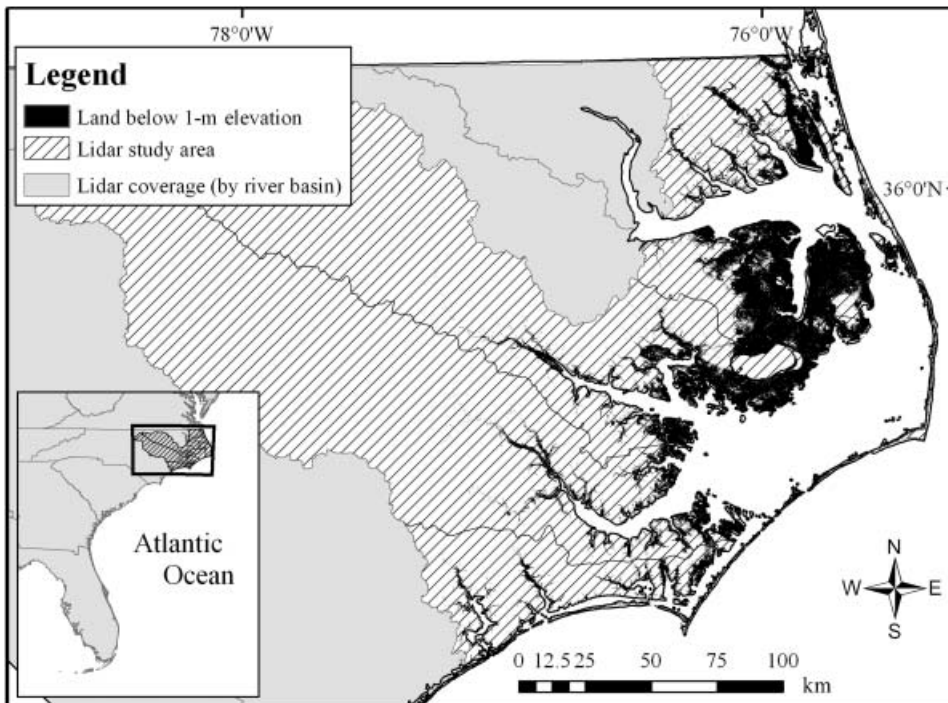 78°0'W
76°0'W
Legend
Land below 1-m elevation
Lidar study area
Lidar coverage (by river basin)
36°0'N
Atlantic
Ocean
N
W E
S
0 12.5 25 50 75 100
km